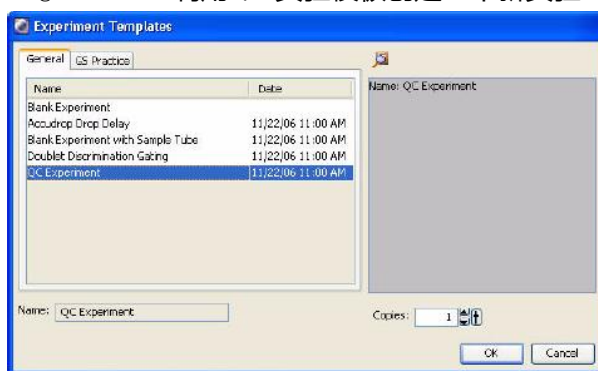 Experiment Templates
General GS Practice
Name Date
Blank Experiment
Accudrop Drop Delay 11/22/06 11:00 AM
Blank Experiment with Sample Tube 11/22/06 11:00 AM
Doublet Discrimination Gating 11/22/06 11:00 AM
QC Experiment 11/22/06 11:00 AM
Name: QC Experiment
Name: QC Experiment
Copies: 1
OK Cancel